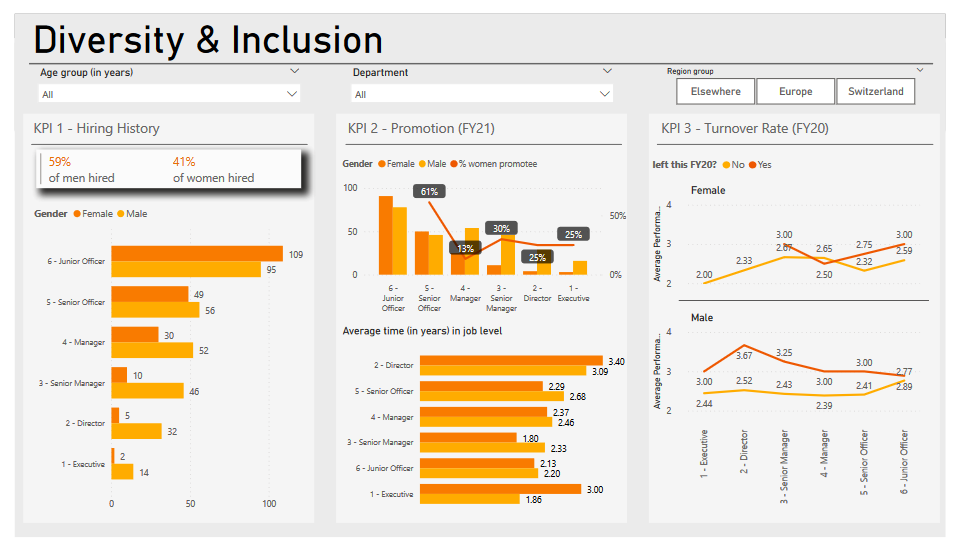 Diversity & Inclusion
Age group (in years)
All
Department
All
Region group
Elsewhere
Europe
Switzerland
KPI 1 - Hiring History
59%
41%
of men hired
of women hired
Gender Female Male
6 - Junior Officer
109
95
5 - Senior Officer
49
56
4 - Manager
30
52
3 - Senior Manager
10
46
2 - Director
5
32
1 - Executive
2
14
0 50 100
KPI 2 - Promotion (FY21)
Gender Female Male % women promotee
100
50
0
50%
0%
61%
13%
30%
25%
25%
6 -
Junior
Officer
5 -
Senior
Officer
4 -
Manager
3 -
Senior
Manager
2 -
Director
1 -
Executive
Average time (in years) in job level
2 - Director
3.40
3.09
5 - Senior Officer
2.29
2.68
4 - Manager
2.37
2.46
3 - Senior Manager
1.80
2.33
6 - Junior Officer
2.13
2.20
1 - Executive
3.00
1.86
KPI 3 - Turnover Rate (FY20)
left this FY20? No Yes
Female
Average Performa...
4
3
2
2.00
2.33
3.00
2.67
2.65
2.50
2.75
2.32
3.00
2.59
Male
Average Performa...
4
3
2
3.00
2.44
3.67
2.52
3.25
2.43
3.00
2.39
3.00
2.41
2.77
2.89
1 - Executive
2 - Director
3 - Senior Manager
4 - Manager
5 - Senior Officer
6 - Junior Officer